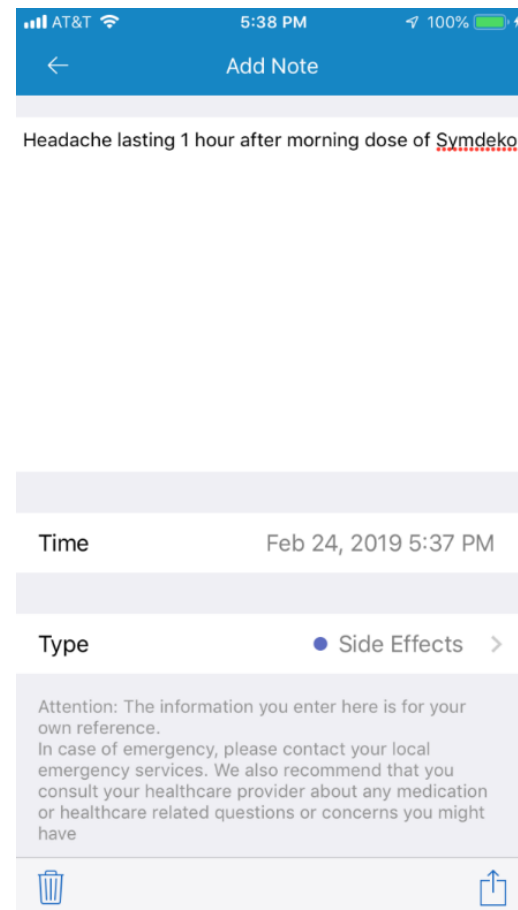 AT&T 5:38 PM 100%
Add Note
Headache lasting 1 hour after morning dose of Symdeko
Time Feb 24, 2019 5:37 PM
Type Side Effects
Attention: The information you enter here is for your
own reference.
In case of emergency, please contact your local
emergency services. We also recommend that you
consult your healthcare provider about any medication
or healthcare related questions or concerns you might
have